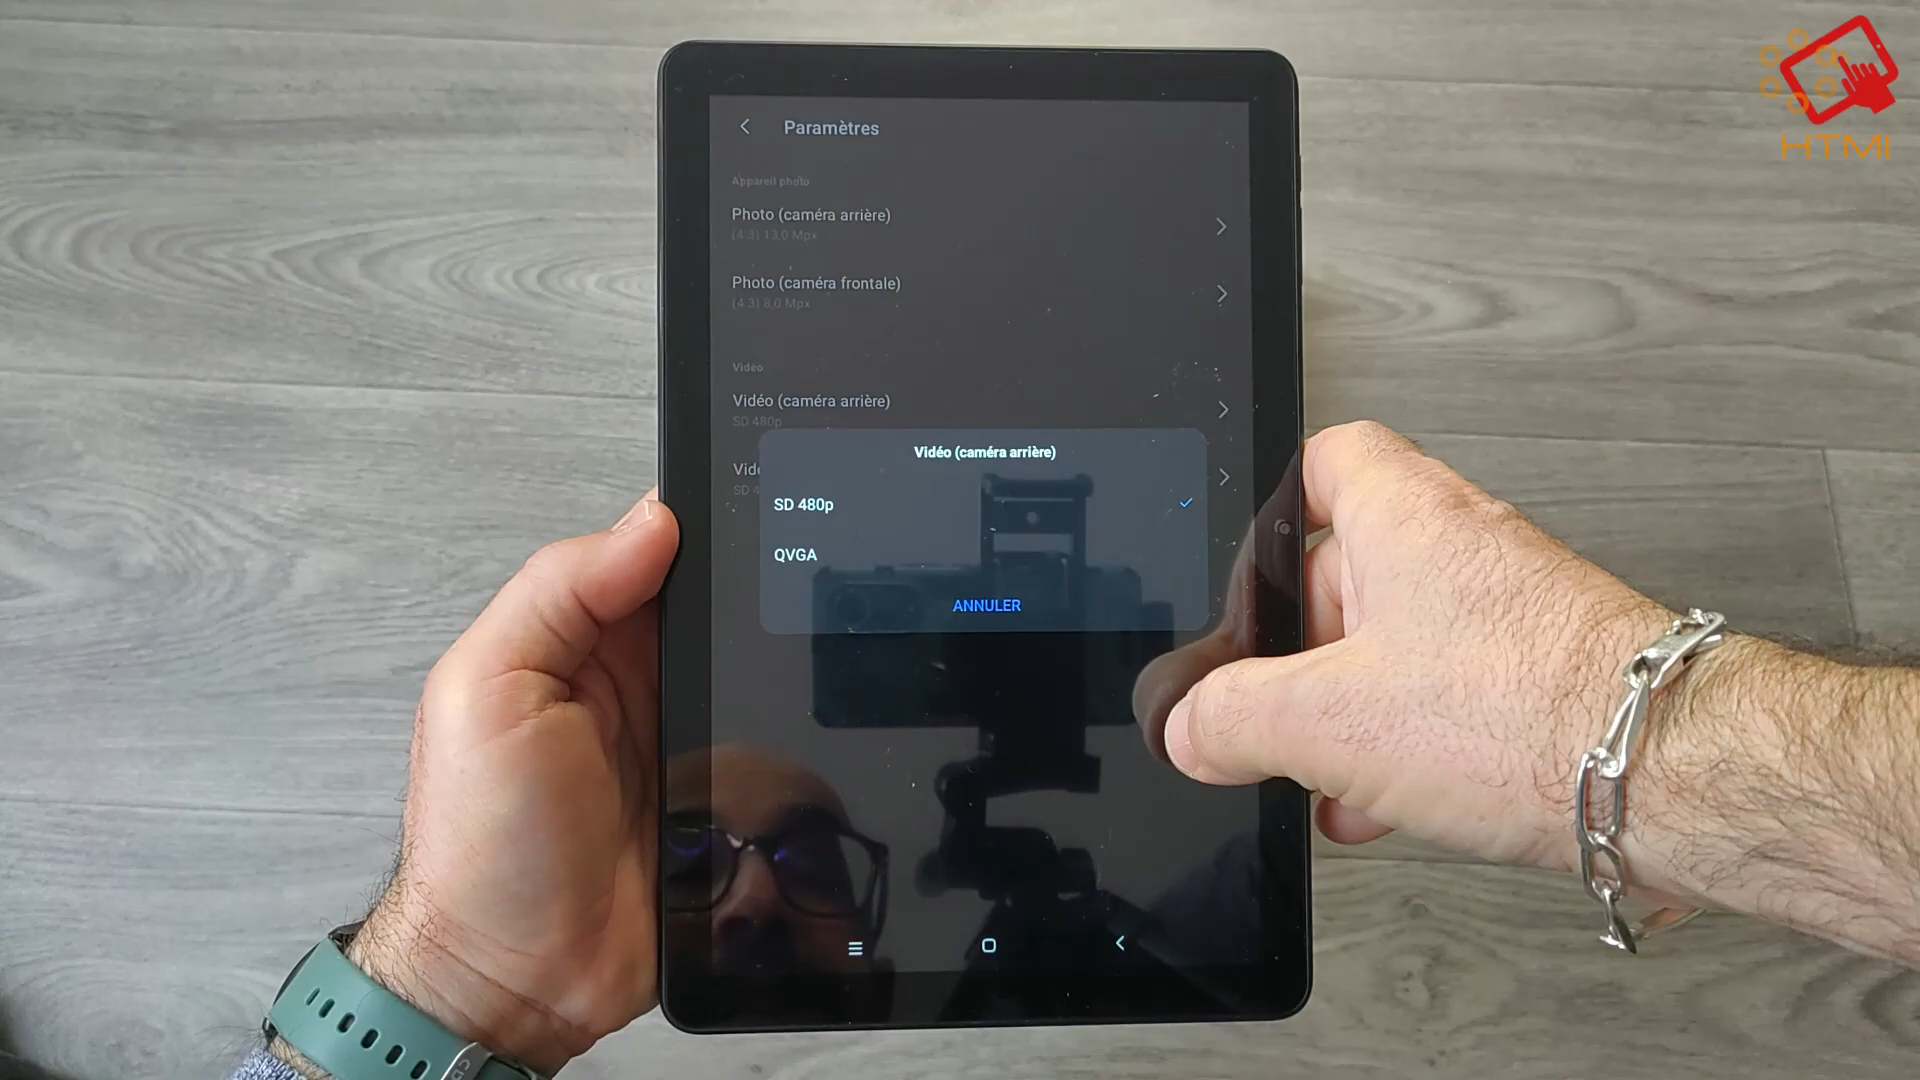 HTMI
Paramètres
Appareil photo
Photo (caméra arrière)
(4:3) 13,0 Mpx
Photo (caméra frontale)
(4:3) 8,0 Mpx
Vidéo
Vidéo (caméra arrière)
SD 480p
Vidéo (caméra arrière)
SD 480p
QVGA
ANNULER